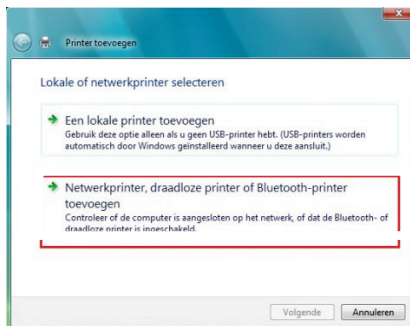 Printer toevoegen
Lokale of netwerkprinter selecteren
Een lokale printer toevoegen
Gebruik deze optie alleen als u geen USB-printer hebt. (USB-printers worden
automatisch door Windows geïnstalleerd wanneer u deze aansluit.)
Netwerkprinter, draadloze printer of Bluetooth-printer
toevoegen
Controleer of de computer is aangesloten op het netwerk, of dat de Bluetooth- of
draadloze printer is ingeschakeld.
Volgende
Annuleren